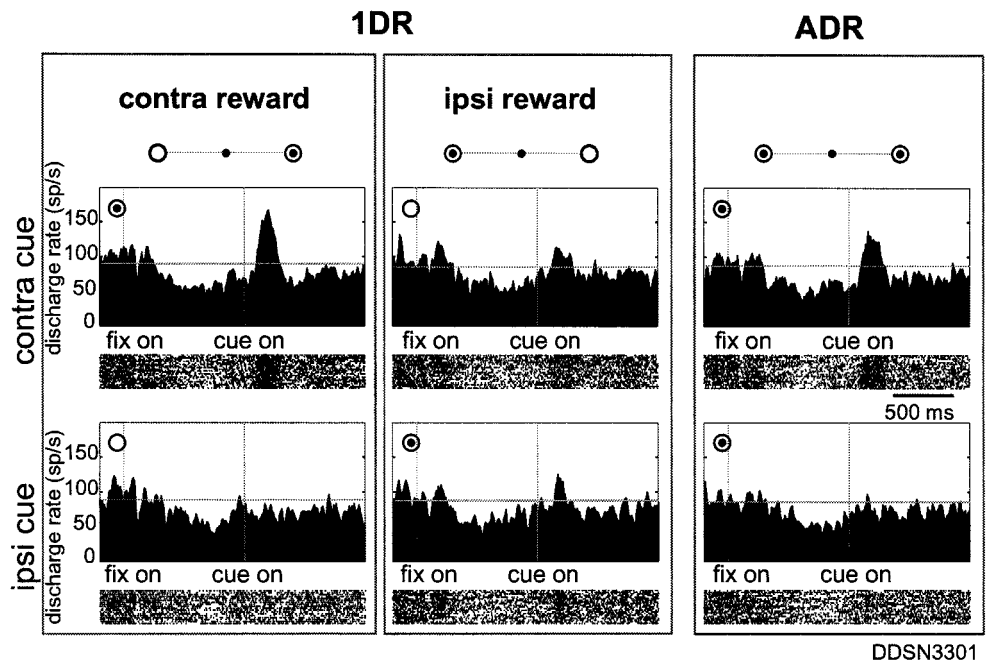 1DR
ADR
contra reward
ipsi reward
contra cue
discharge rate (sp/s)
150
100
50
0
fix on
cue on
fix on
cue on
fix on
cue on
500 ms
ipsi cue
discharge rate (sp/s)
150
100
50
0
fix on
cue on
fix on
cue on
fix on
cue on
DDSN3301